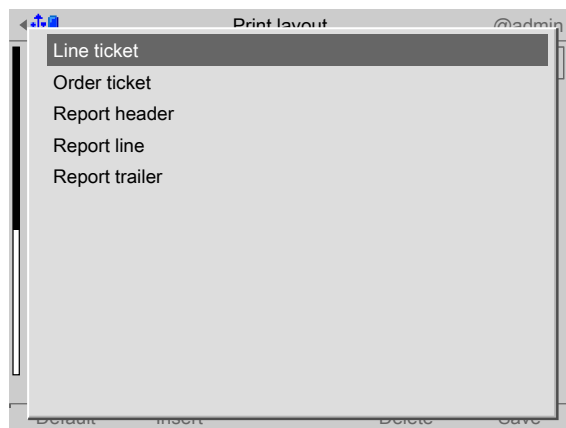 Print layout
@admin
Line ticket
Order ticket
Report header
Report line
Report trailer
Default Insert Delete Save